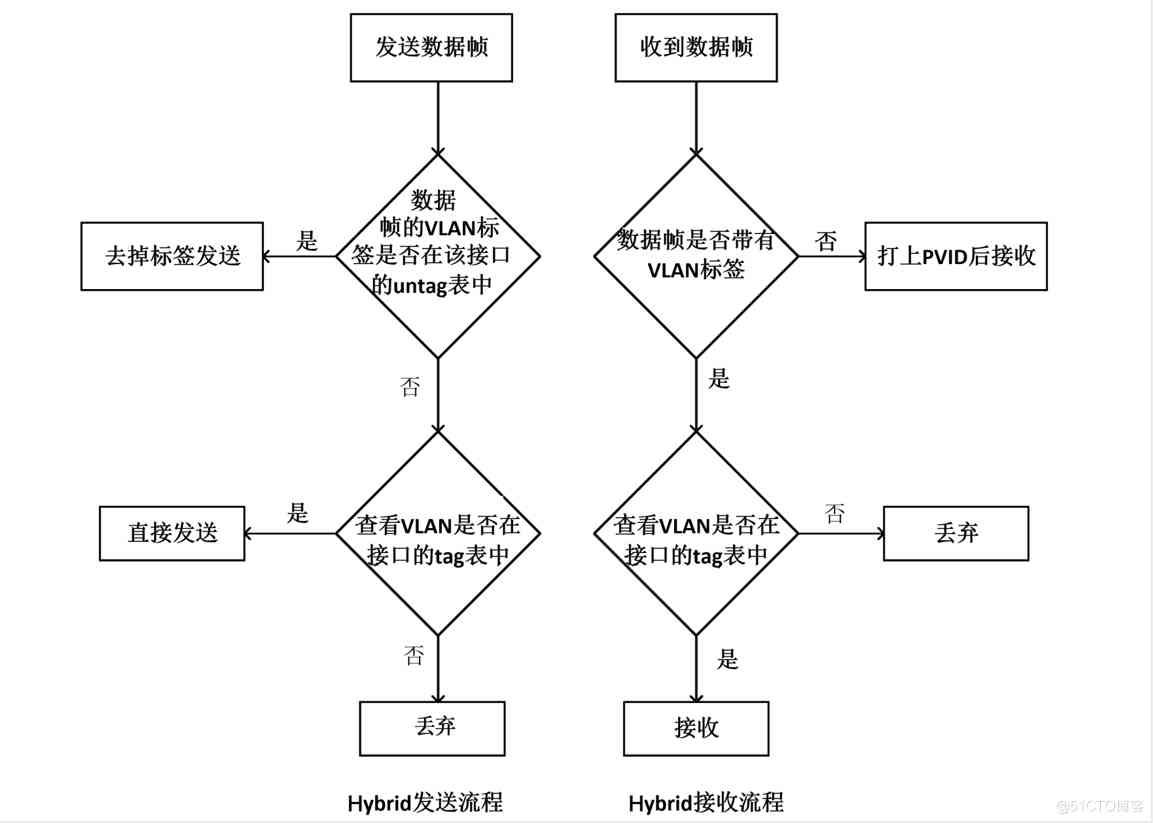 发送数据帧
数据
帧的VLAN标
签是否在该接口
的untag表中
是
去掉标签发送
否
查看VLAN是否在
接口的tag表中
是
直接发送
否
丢弃
Hybrid发送流程
收到数据帧
数据帧是否带有
VLAN标签
否
打上PVID后接收
是
查看VLAN是否在
接口的tag表中
否
丢弃
是
接收
Hybrid接收流程
@51CTO博客